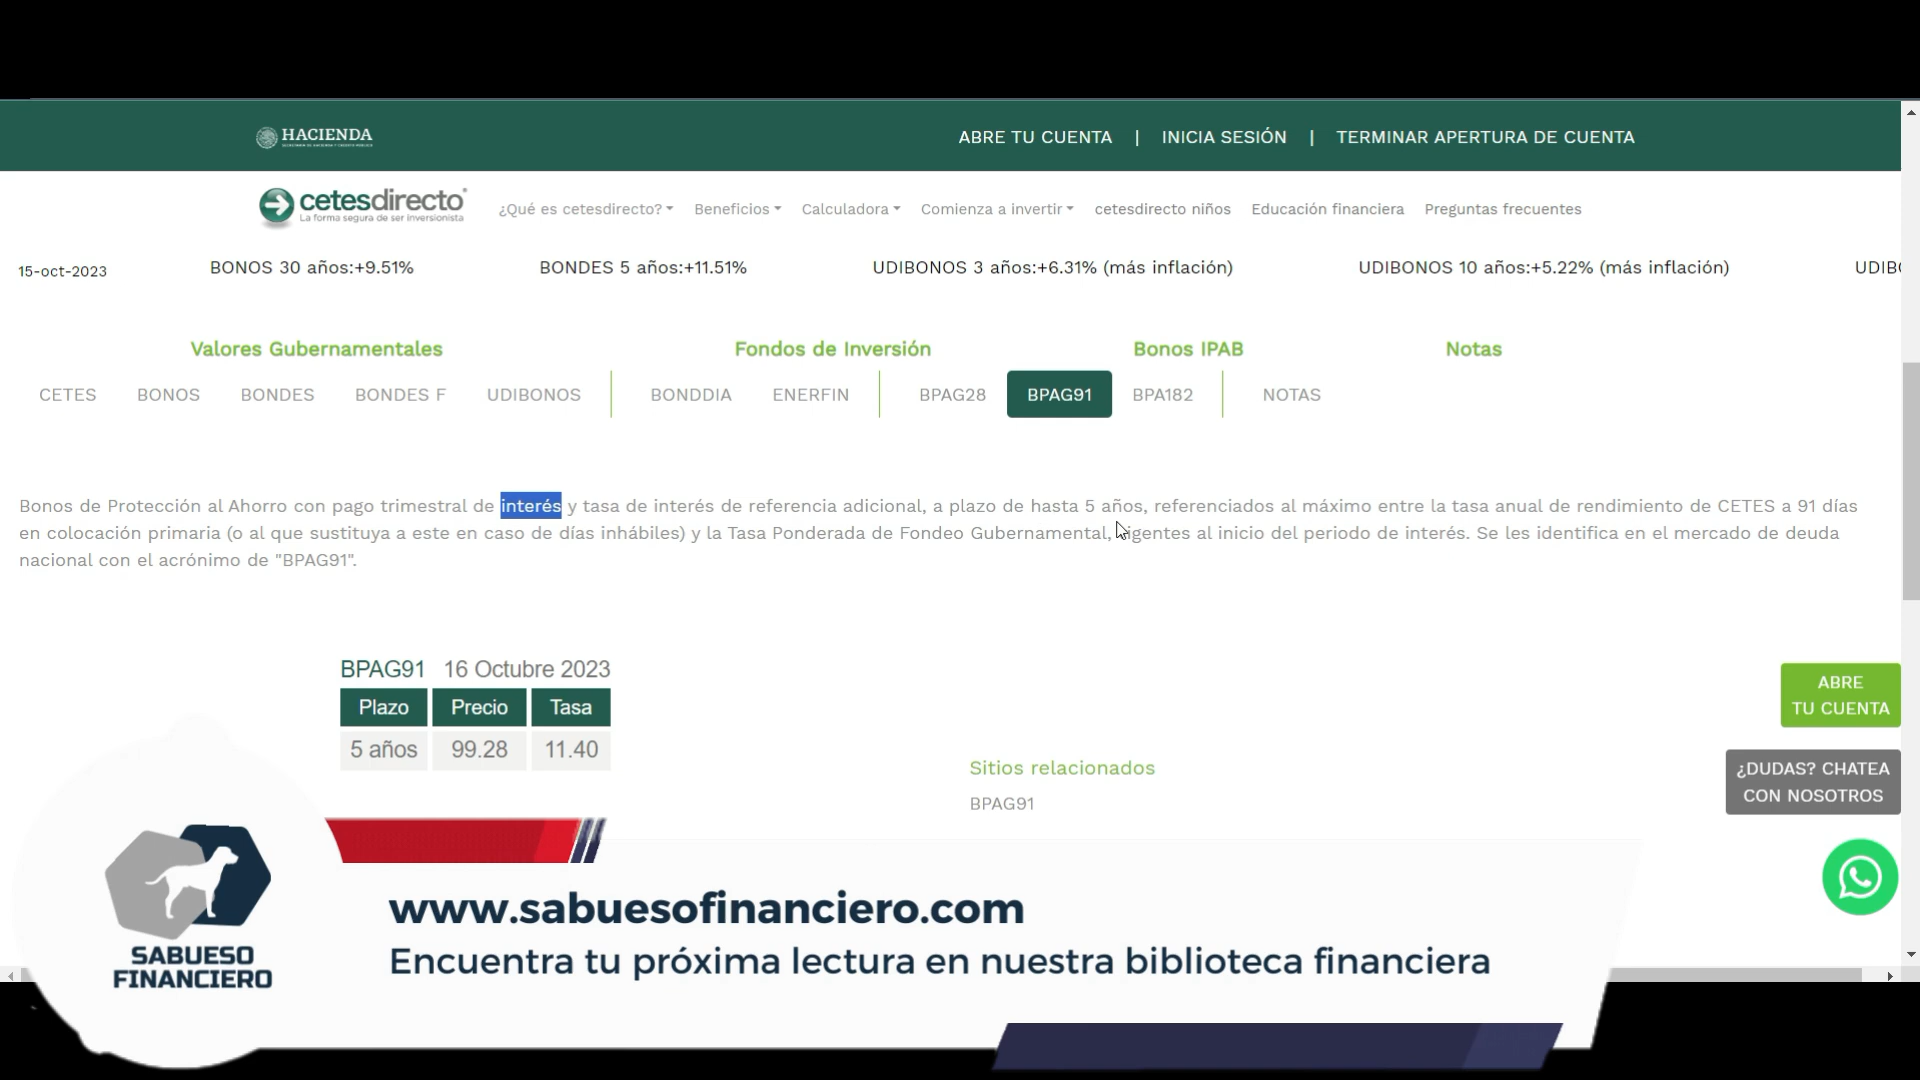 HACIENDA
ABRE TU CUENTA | INICIA SESIÓN | TERMINAR APERTURA DE CUENTA
cetesdirecto
La forma segura de ser inversionista
¿Qué es cetesdirecto? Beneficios Calculadora Comienza a invertir cetesdirecto niños Educación financiera Preguntas frecuentes
15-oct-2023 BONOS 30 años:+9.51% BONDES 5 años:+11.51% UDIBONOS 3 años:+6.31% (más inflación) UDIBONOS 10 años:+5.22% (más inflación)
Valores Gubernamentales Fondos de Inversión Bonos IPAB Notas
CETES BONOS BONDES BONDES F UDIBONOS BONDDIA ENERFIN BPAG28 BPAG91 BPA182 NOTAS
Bonos de Protección al Ahorro con pago trimestral de interés y tasa de interés de referencia adicional, a plazo de hasta 5 años, referenciados al máximo entre la tasa anual de rendimiento de CETES a 91 días
en colocación primaria (o al que sustituya a este en caso de días inhábiles) y la Tasa Ponderada de Fondeo Gubernamental, vigentes al inicio del periodo de interés. Se les identifica en el mercado de deuda
nacional con el acrónimo de "BPAG91".
BPAG91 16 Octubre 2023
Plazo Precio Tasa
5 años 99.28 11.40
Sitios relacionados
BPAG91
ABRE
TU CUENTA
¿DUDAS? CHATEA
CON NOSOTROS
SABUESO
FINANCIERO
www.sabuesofinanciero.com
Encuentra tu próxima lectura en nuestra biblioteca financiera